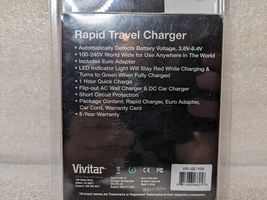 Rapid Travel Charger
• Automatically Detects Battery Voltage, 3.6V-8.4V
• 100-240V World Wide for Use Anywhere in The World
• Includes Euro Adapter
• LED Indicator Light Will Stay Red While Charging &
Turns to Green When Fully Charged
• 1 Hour Quick Charge
• Flip-out AC Wall Charger & DC Car Charger
• Short Circuit Protection
• Package Content: Rapid Charger, Euro Adapter,
Car Cord, Warranty Card
• 5-Year Warranty
Vivitar